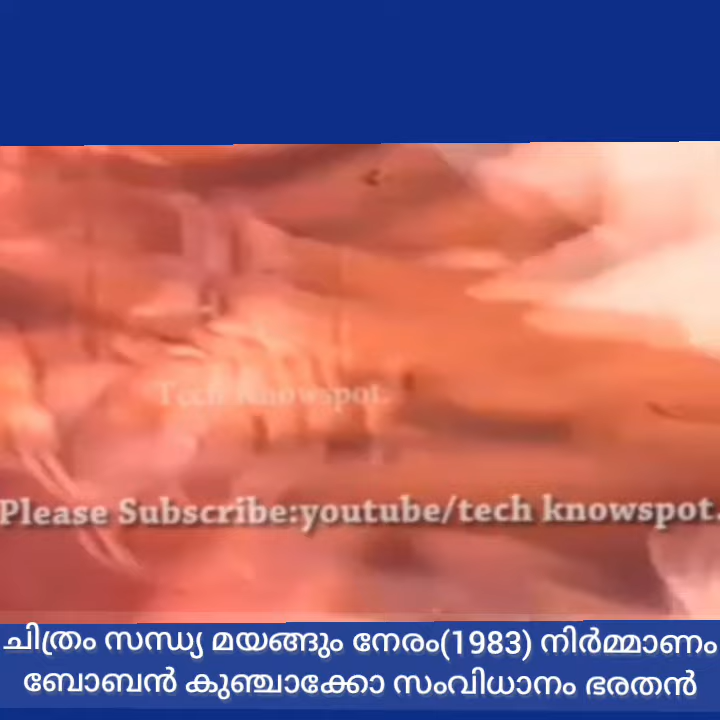 Tech Knowspot.
Please Subscribe:youtube/tech knowspot.
ചിത്രം സന്ധ്യ മയങ്ങും നേരം(1983) നിർമ്മാണം
ബോബൻ കുഞ്ചാക്കോ സംവിധാനം ഭരതൻ